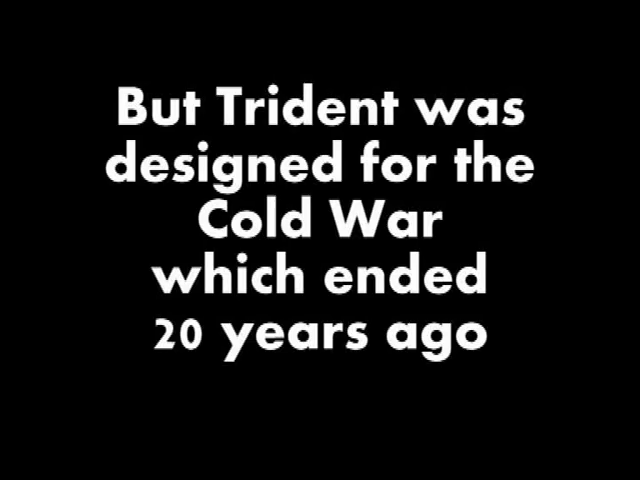 But Trident was
designed for the
Cold War
which ended
20 years ago